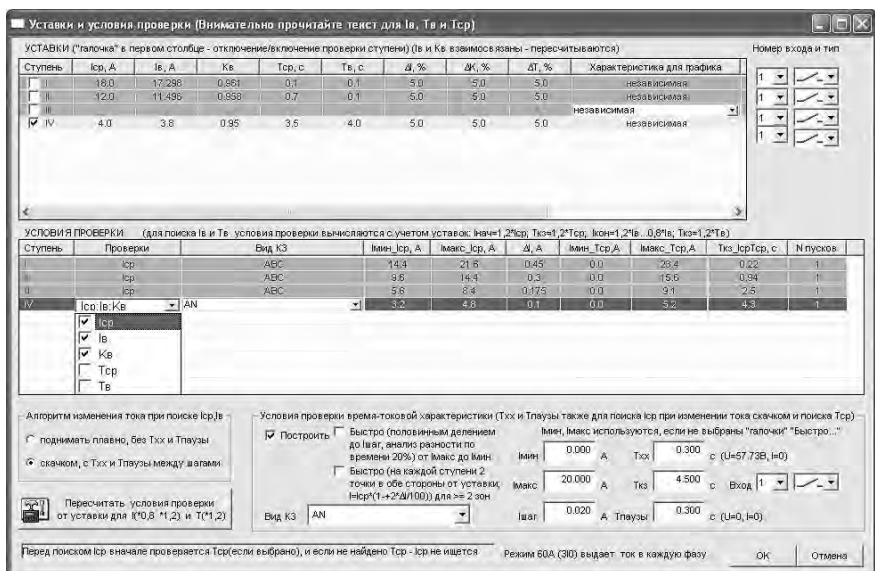 Уставки и условия проверки (Внимательно прочитайте текст для Iв, Тв и Тср)
УСТАВКИ ("галочка" в первом столбце - отключение/включение проверки ступени) (Iв и Кв взаимосвязаны - пересчитываются)
Номер входа и тип
Ступень Iср, А Iв, А Кв Тср, с Тв, с ΔI, % ΔК, % ΔТ, % Характеристика для графика
I 18.0 17.298 0.961 0.1 0.1 5.0 5.0 5.0 независимая
II 12.0 11.496 0.958 0.7 0.1 5.0 5.0 5.0 независимая
III независимая
IV 4.0 3.8 0.95 3.5 4.0 5.0 5.0 5.0 независимая
1
1
1
1
УСЛОВИЯ ПРОВЕРКИ (для поиска Iв и Тв условия проверки вычисляются с учетом уставок: Iнач=1,2*Iср; Ткз=1,2*Тср; Iкон=1,2*Iв...0,8*Iв; Ткз=1,2*Тв)
Ступень Проверки Вид КЗ Iмин_Iср, А Iмакс_Iср, А ΔI, А Iмин_Тср,А Iмакс_Тср,А Ткз_IсрТср, с N пусков
I Iср АВС 14.4 21.6 0.45 0.0 23.4 0.22 1
Iср АВС 9.6 14.4 0.3 0.0 15.6 0.94 1
Iср АВС 5.6 8.4 0.175 0.0 9.1 2.5 1
IV Iср;Iв;Кв AN 3.2 4.8 0.1 0.0 5.2 4.3 1
Iср
Iв
Кв
Тср
Тв
Алгоритм изменения тока при поиске Iср,Iв
поднимать плавно, без Тхх и Тпаузы
скачком, с Тхх и Тпаузы между шагами
Пересчитать условия проверки
от уставки для I(*0,8 *1,2) и Т(*1,2)
Условия проверки время-токовой характеристики (Тхх и Тпаузы также для поиска Iср при изменении тока скачком и поиска Тср)
Построить
Быстро (половинным делением
до Iшаг, анализ разности по
времени 20%) от Iмакс до Iмин
Быстро (на каждой ступени 2
точки в обе стороны от уставки,
I=Iср*(1-+2*ΔI/100)) для >= 2 зон
Вид КЗ AN
Iмин, Iмакс используются, если не выбраны "галочки" "Быстро..."
Iмин 0.000 А Тхх 0.300 с (U=57.73В, I=0)
Iмакс 20.000 А Ткз 4.500 с Вход 1
Iшаг 0.020 А Тпаузы 0.300 с (U=0, I=0)
Перед поиском Iср вначале проверяется Тср(если выбрано), и если не найдено Тср - Iср не ищется
Режим 60А (3I0) выдает ток в каждую фазу
OK
Отмена